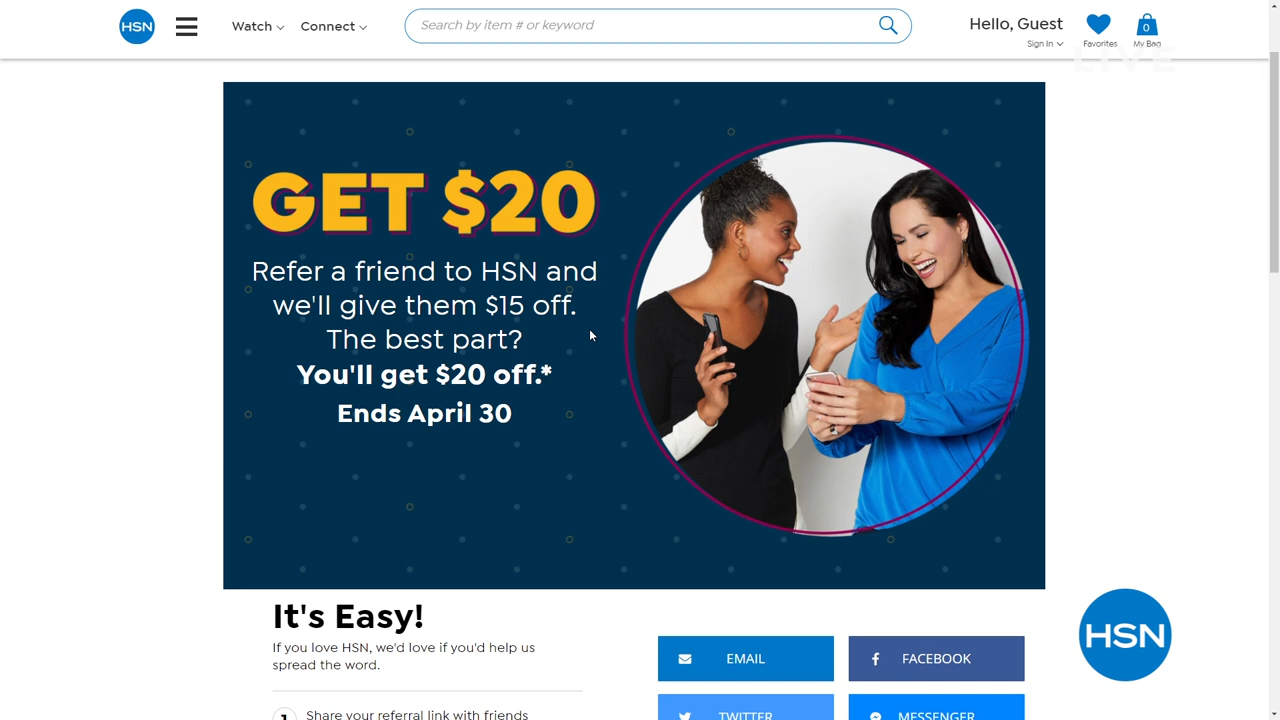 HSN
Watch
Connect
Search by item # or keyword
Hello, Guest
Sign In
Favorites
0
My Bag
LIVE
GET $20
Refer a friend to HSN and
we'll give them $15 off.
The best part?
You'll get $20 off.*
Ends April 30
It's Easy!
If you love HSN, we'd love if you'd help us
spread the word.
1
Share your referral link with friends
EMAIL
FACEBOOK
TWITTER
MESSENGER
HSN